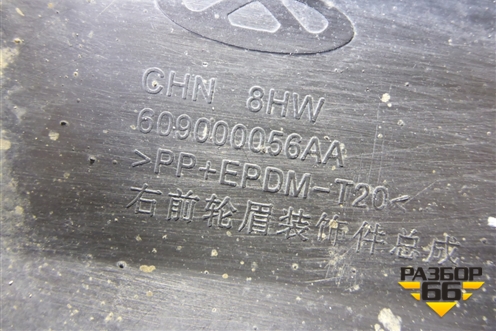 CHN 8HW
609000056AA
>PP+EPDM-T20<
右前轮眉装饰件总成
РАЗБОР
66